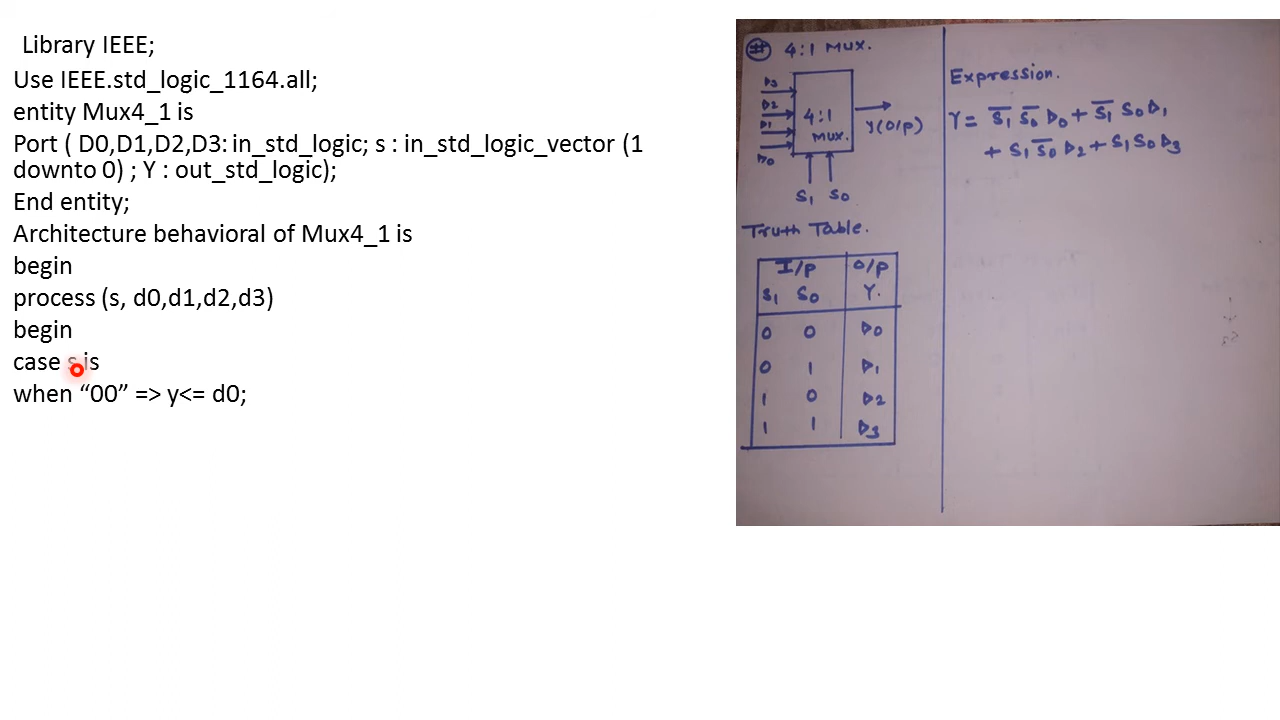 Library IEEE;
Use IEEE.std_logic_1164.all;
entity Mux4_1 is
Port ( D0,D1,D2,D3: in_std_logic; s : in_std_logic_vector (1
downto 0) ; Y : out_std_logic);
End entity;
Architecture behavioral of Mux4_1 is
begin
process (s, d0,d1,d2,d3)
begin
case s is
when “00” => y<= d0;
# 4:1 MUX.
D3
D2
D1
D0
4:1
MUX.
Y(O/P)
S1 S0
Truth Table.
I/P O/P
S1 S0 Y.
0 0 D0
0 1 D1
1 0 D2
1 1 D3
Expression.
Y = S̅1 S̅0 D0 + S̅1 S0 D1
+ S1 S̅0 D2 + S1 S0 D3